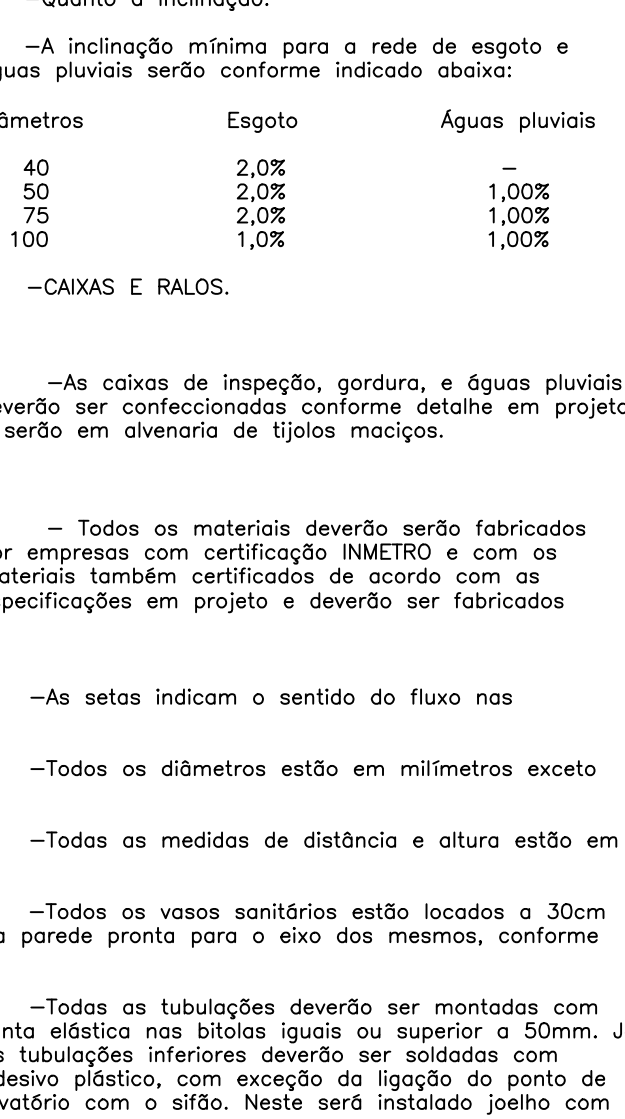 −Quanto a inclinação:
−A inclinação mínima para a rede de esgoto e
guas pluviais serão conforme indicado abaixa:
âmetros Esgoto Águas pluviais
40 2,0% −
50 2,0% 1,00%
75 2,0% 1,00%
100 1,0% 1,00%
−CAIXAS E RALOS.
−As caixas de inspeção, gordura, e águas pluviais
everão ser confeccionadas conforme detalhe em projeto
serão em alvenaria de tijolos maciços.
− Todos os materiais deverão serão fabricados
or empresas com certificação INMETRO e com os
ateriais também certificados de acordo com as
specificações em projeto e deverão ser fabricados
−As setas indicam o sentido do fluxo nas
−Todos os diâmetros estão em milímetros exceto
−Todas as medidas de distância e altura estão em
−Todos os vasos sanitários estão locados a 30cm
a parede pronta para o eixo dos mesmos, conforme
−Todas as tubulações deverão ser montadas com
nta elástica nas bitolas iguais ou superior a 50mm. J
s tubulações inferiores deverão ser soldadas com
desivo plástico, com exceção da ligação do ponto de
vatório com o sifão. Neste será instalado joelho com